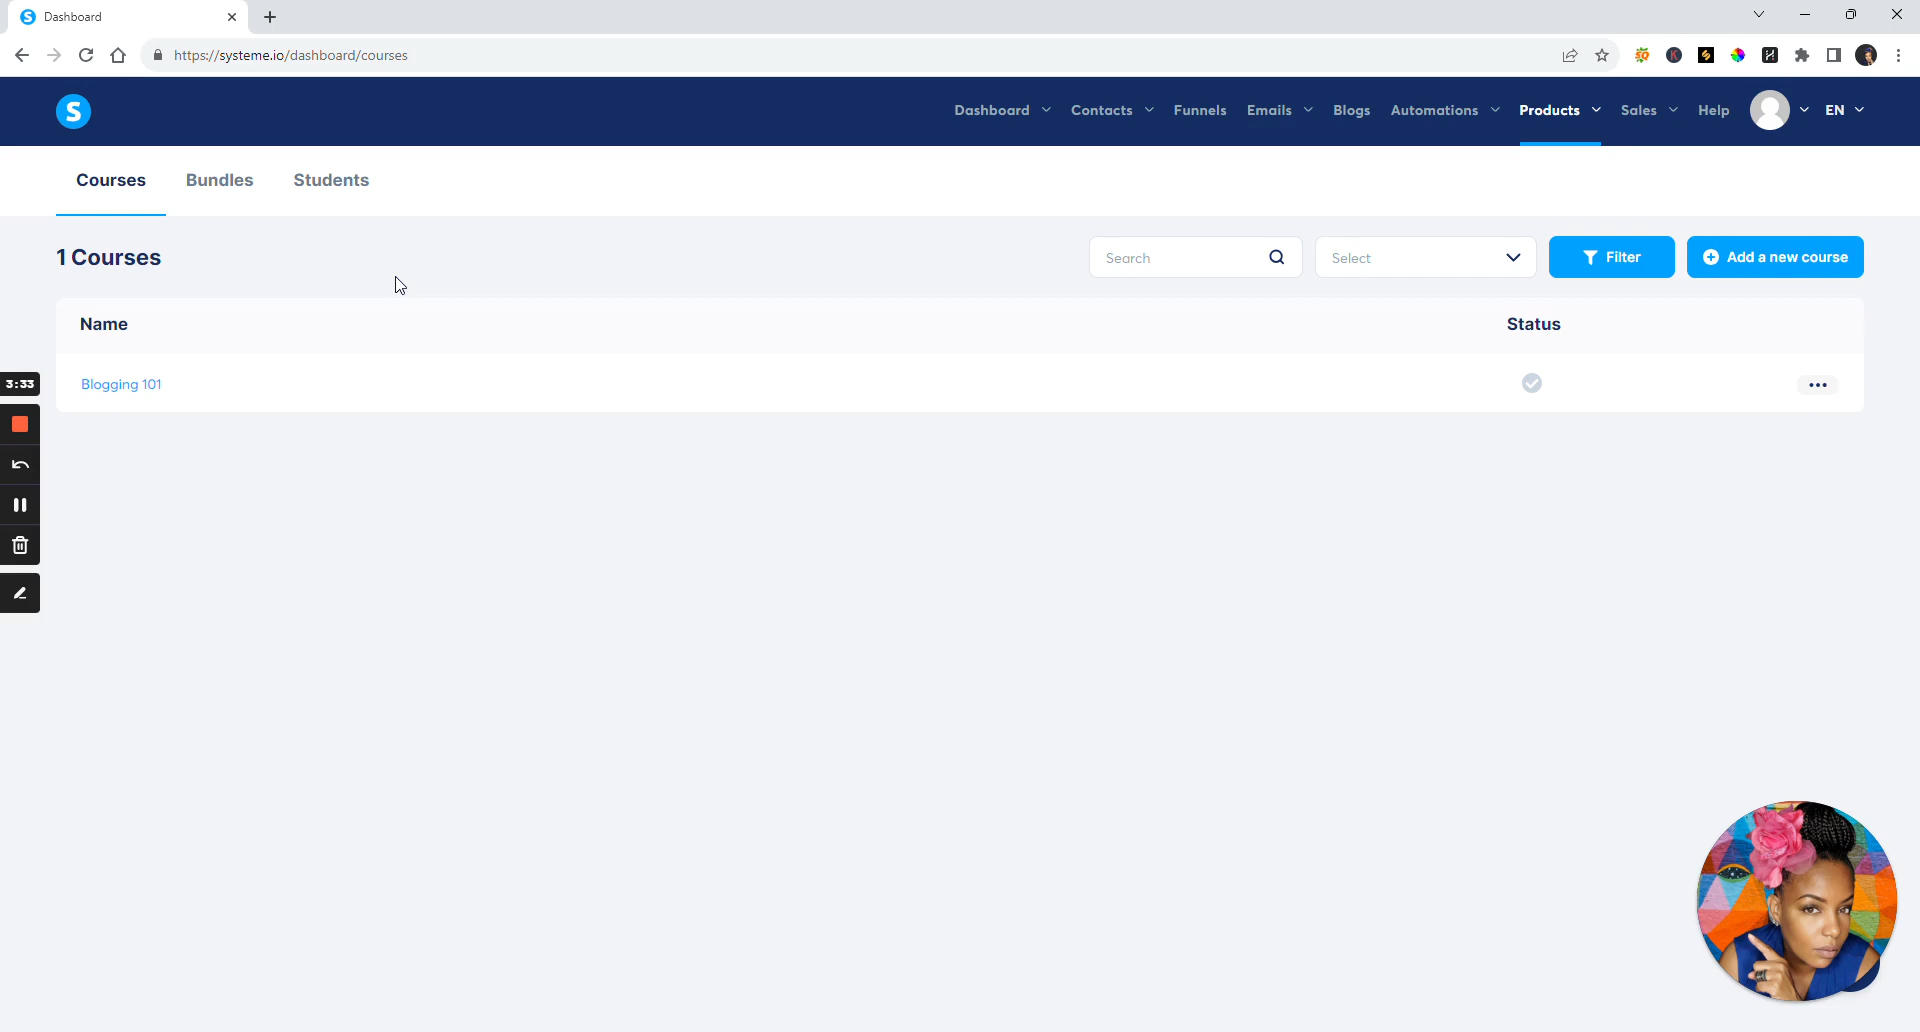 Dashboard
https://systeme.io/dashboard/courses
S
Dashboard Contacts Funnels Emails Blogs Automations Products Sales Help EN
Courses Bundles Students
1 Courses
Search
Select
Filter
Add a new course
Name Status
Blogging 101
3:33